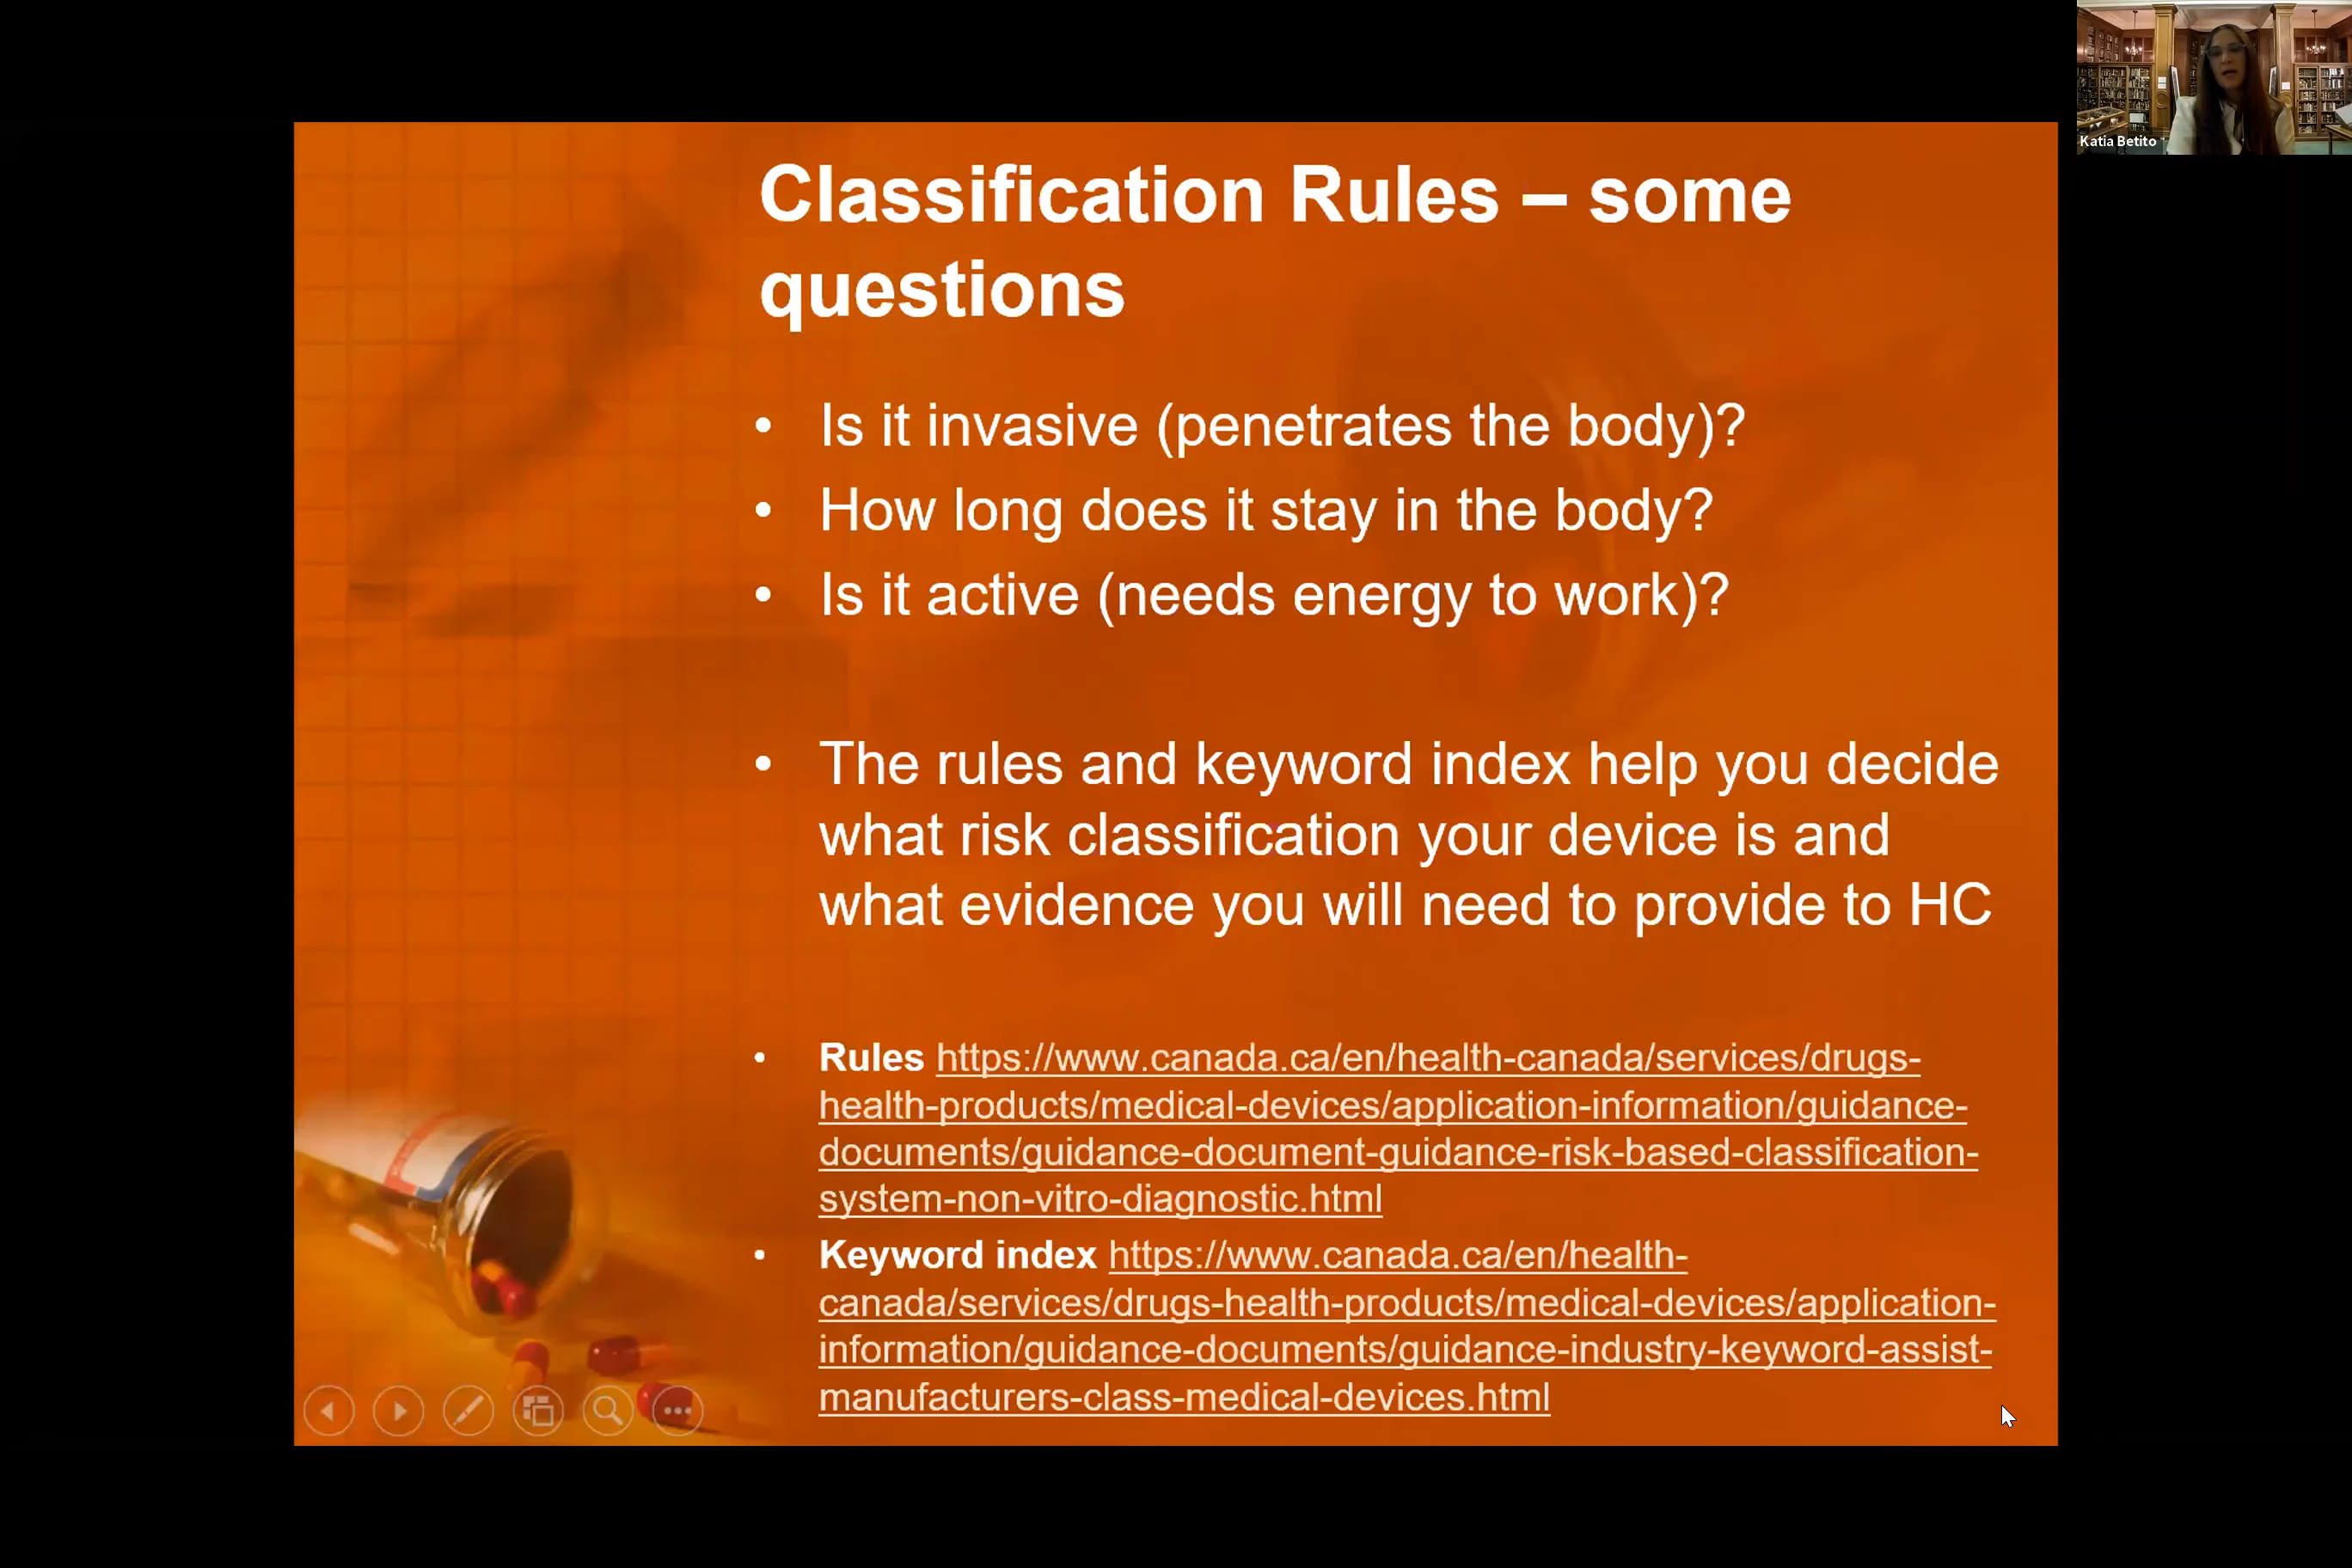 Katia Betito
Classification Rules – some
questions
• Is it invasive (penetrates the body)?
• How long does it stay in the body?
• Is it active (needs energy to work)?
• The rules and keyword index help you decide
what risk classification your device is and
what evidence you will need to provide to HC
• Rules https://www.canada.ca/en/health-canada/services/drugs-
health-products/medical-devices/application-information/guidance-
documents/guidance-document-guidance-risk-based-classification-
system-non-vitro-diagnostic.html
• Keyword index https://www.canada.ca/en/health-
canada/services/drugs-health-products/medical-devices/application-
information/guidance-documents/guidance-industry-keyword-assist-
manufacturers-class-medical-devices.html